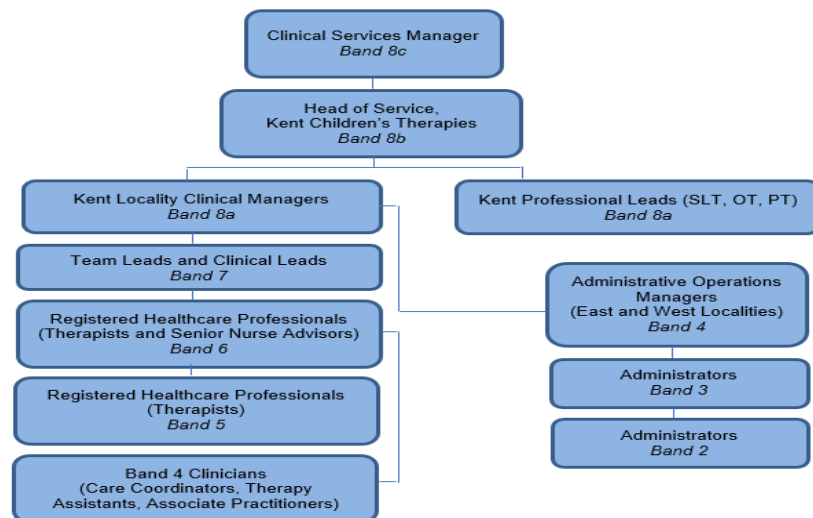 Clinical Services Manager
Band 8c
Head of Service,
Kent Children's Therapies
Band 8b
Kent Locality Clinical Managers
Band 8a
Kent Professional Leads (SLT, OT, PT)
Band 8a
Team Leads and Clinical Leads
Band 7
Administrative Operations
Managers
(East and West Localities)
Band 4
Registered Healthcare Professionals
(Therapists and Senior Nurse Advisors)
Band 6
Administrators
Band 3
Registered Healthcare Professionals
(Therapists)
Band 5
Administrators
Band 2
Band 4 Clinicians
(Care Coordinators, Therapy
Assistants, Associate Practitioners)